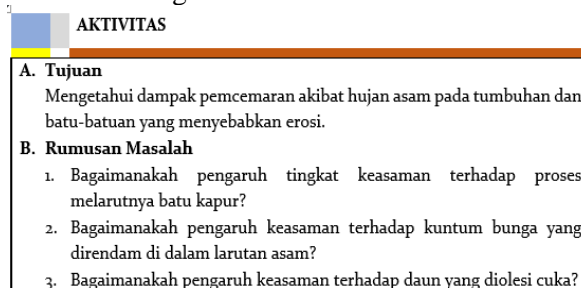 AKTIVITAS
A. Tujuan
Mengetahui dampak pemcemaran akibat hujan asam pada tumbuhan dan
batu-batuan yang menyebabkan erosi.
B. Rumusan Masalah
1. Bagaimanakah pengaruh tingkat keasaman terhadap proses
melarutnya batu kapur?
2. Bagaimanakah pengaruh keasaman terhadap kuntum bunga yang
direndam di dalam larutan asam?
3. Bagaimanakah pengaruh keasaman terhadap daun yang diolesi cuka?